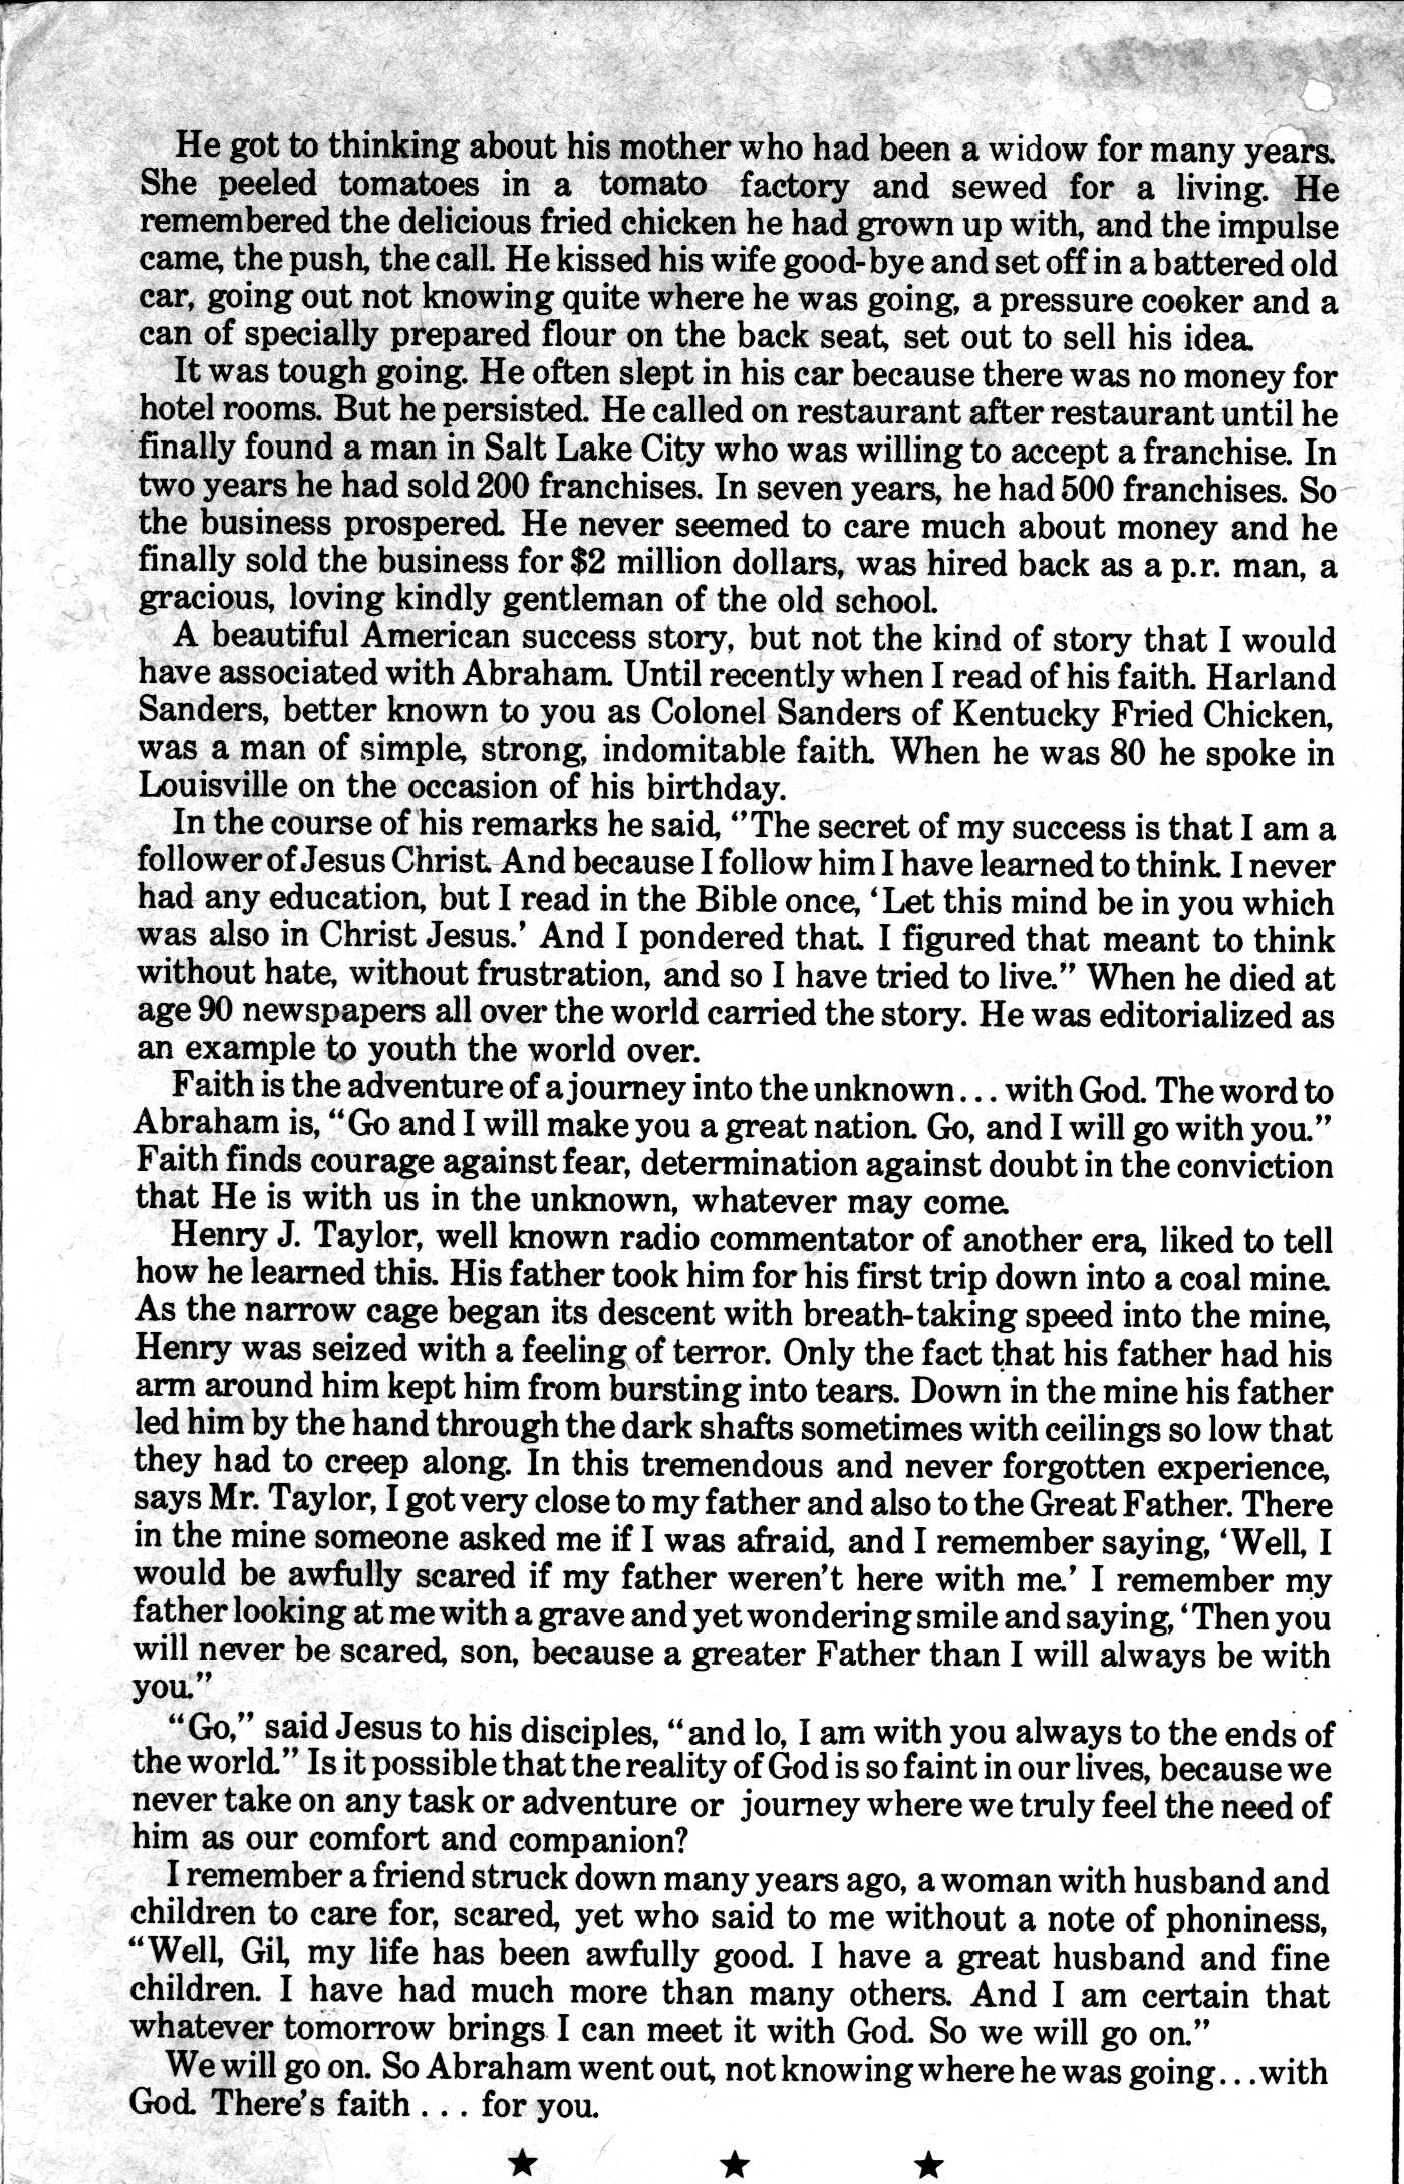 He got to thinking about his mother who had been a widow for many years.
She peeled tomatoes in a tomato factory and sewed for a living. He
remembered the delicious fried chicken he had grown up with, and the impulse
came, the push, the call. He kissed his wife good-bye and set off in a battered old
car, going out not knowing quite where he was going, a pressure cooker and a
can of specially prepared flour on the back seat, set out to sell his idea.
It was tough going. He often slept in his car because there was no money for
hotel rooms. But he persisted. He called on restaurant after restaurant until he
finally found a man in Salt Lake City who was willing to accept a franchise. In
two years he had sold 200 franchises. In seven years, he had 500 franchises. So
the business prospered. He never seemed to care much about money and he
finally sold the business for $2 million dollars, was hired back as a p.r. man, a
gracious, loving kindly gentleman of the old school.
A beautiful American success story, but not the kind of story that I would
have associated with Abraham. Until recently when I read of his faith. Harland
Sanders, better known to you as Colonel Sanders of Kentucky Fried Chicken,
was a man of simple, strong, indomitable faith. When he was 80 he spoke in
Louisville on the occasion of his birthday.
In the course of his remarks he said, ‘'The secret of my success is that I am a
follower of Jesus Christ. And because I follow him I have learned to think. I never
had any education, but I read in the Bible once, ‘Let this mind be in you which
was also in Christ Jesus.’ And I pondered that. I figured that meant to think
without hate, without frustration, and so I have tried to live.” When he died at
age 90 newspapers all over the world carried the story. He was editorialized as
an example to youth the world over.
Faith is the adventure of a journey into the unknown... with God. The word to
Abraham is, “Go and I will make you a great nation. Go, and I will go with you.”
Faith finds courage against fear, determination against doubt in the conviction
that He is with us in the unknown, whatever may come.
Henry J. Taylor, well known radio commentator of another era, liked to tell
how he learned this. His father took him for his first trip down into a coal mine.
As the narrow cage began its descent with breath-taking speed into the mine,
Henry was seized with a feeling of terror. Only the fact that his father had his
arm around him kept him from bursting into tears. Down in the mine his father
led him by the hand through the dark shafts sometimes with ceilings so low that
they had to creep along. In this tremendous and never forgotten experience,
says Mr. Taylor, I got very close to my father and also to the Great Father. There
in the mine someone asked me if I was afraid, and I remember saying, ‘Well, I
would be awfully scared if my father weren’t here with me.’ I remember my
father looking at me with a grave and yet wondering smile and saying, ‘Then you
will never be scared, son, because a greater Father than I will always be with
you.”
“Go,” said Jesus to his disciples, “and lo, I am with you always to the ends of
the world.” Is it possible that the reality of God is so faint in our lives, because we
never take on any task or adventure or journey where we truly feel the need of
him as our comfort and companion?
I remember a friend struck down many years ago, a woman with husband and
children to care for, scared, yet who said to me without a note of phoniness,
“Well, Gil, my life has been awfully good. I have a great husband and fine
children. I have had much more than many others. And I am certain that
whatever tomorrow brings I can meet it with God. So we will go on.”
We will go on. So Abraham went out, not knowing where he was going...with
God. There’s faith . . . for you.
★ ★ ★